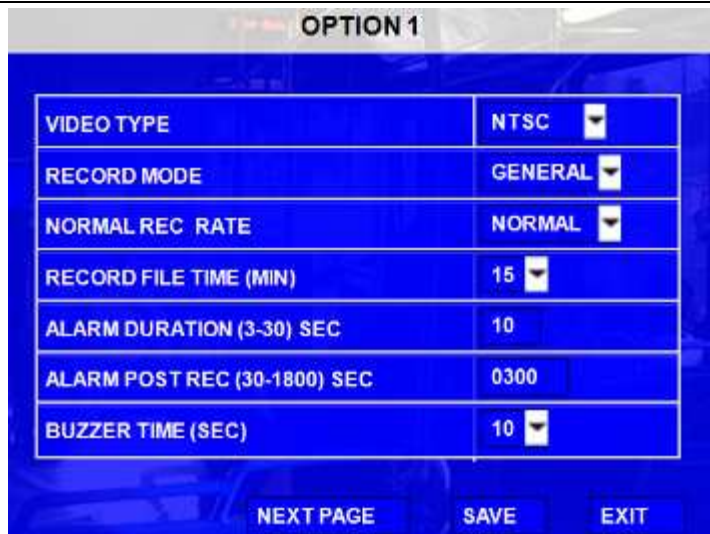 OPTION 1
VIDEO TYPE NTSC
RECORD MODE GENERAL
NORMAL REC RATE NORMAL
RECORD FILE TIME (MIN) 15
ALARM DURATION (3-30) SEC 10
ALARM POST REC (30-1800) SEC 0300
BUZZER TIME (SEC) 10
NEXT PAGE SAVE EXIT